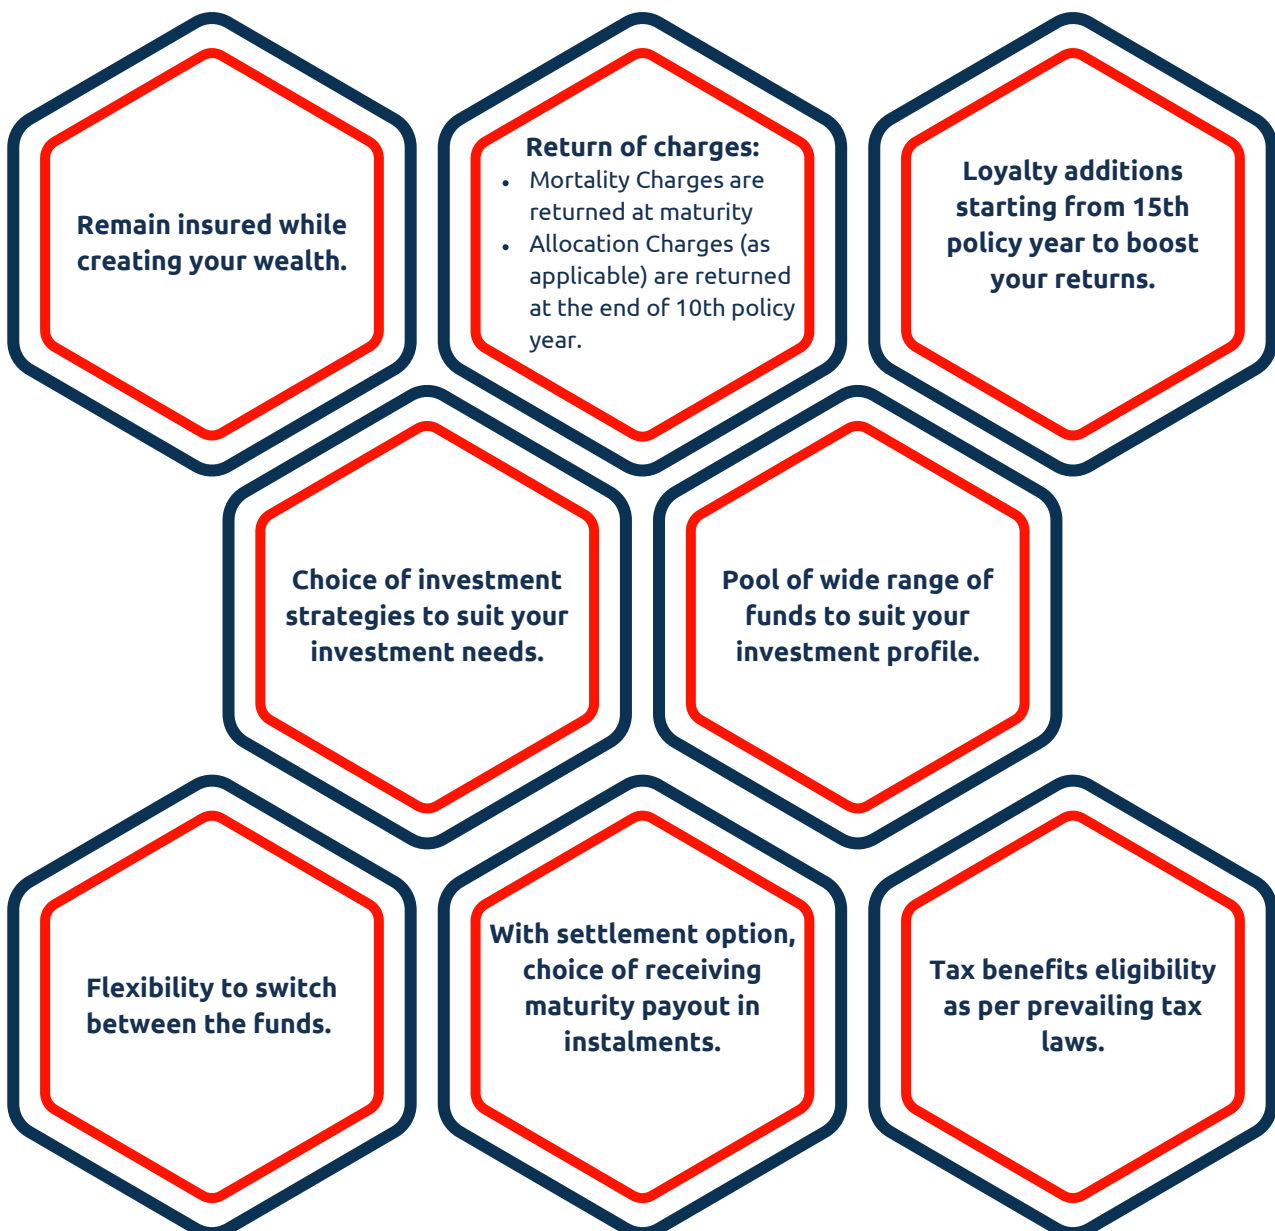 Remain insured while
creating your wealth.
Return of charges:
• Mortality Charges are
returned at maturity
• Allocation Charges (as
applicable) are returned
at the end of 10th policy
year.
Loyalty additions
starting from 15th
policy year to boost
your returns.
Choice of investment
strategies to suit your
investment needs.
Pool of wide range of
funds to suit your
investment profile.
Flexibility to switch
between the funds.
With settlement option,
choice of receiving
maturity payout in
instalments.
Tax benefits eligibility
as per prevailing tax
laws.